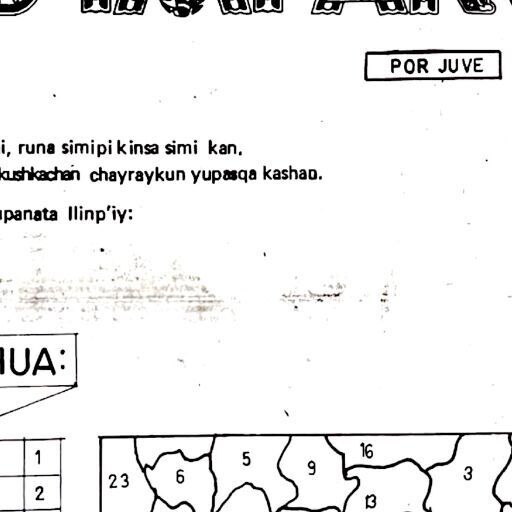 POR JUVE
i, runa simipi kinsa simi kan.
kushkachan chayraykun yupasqa kashan.
upanata llinp'iy:
HUA:
1
2
23
6
5
9
16
13
3